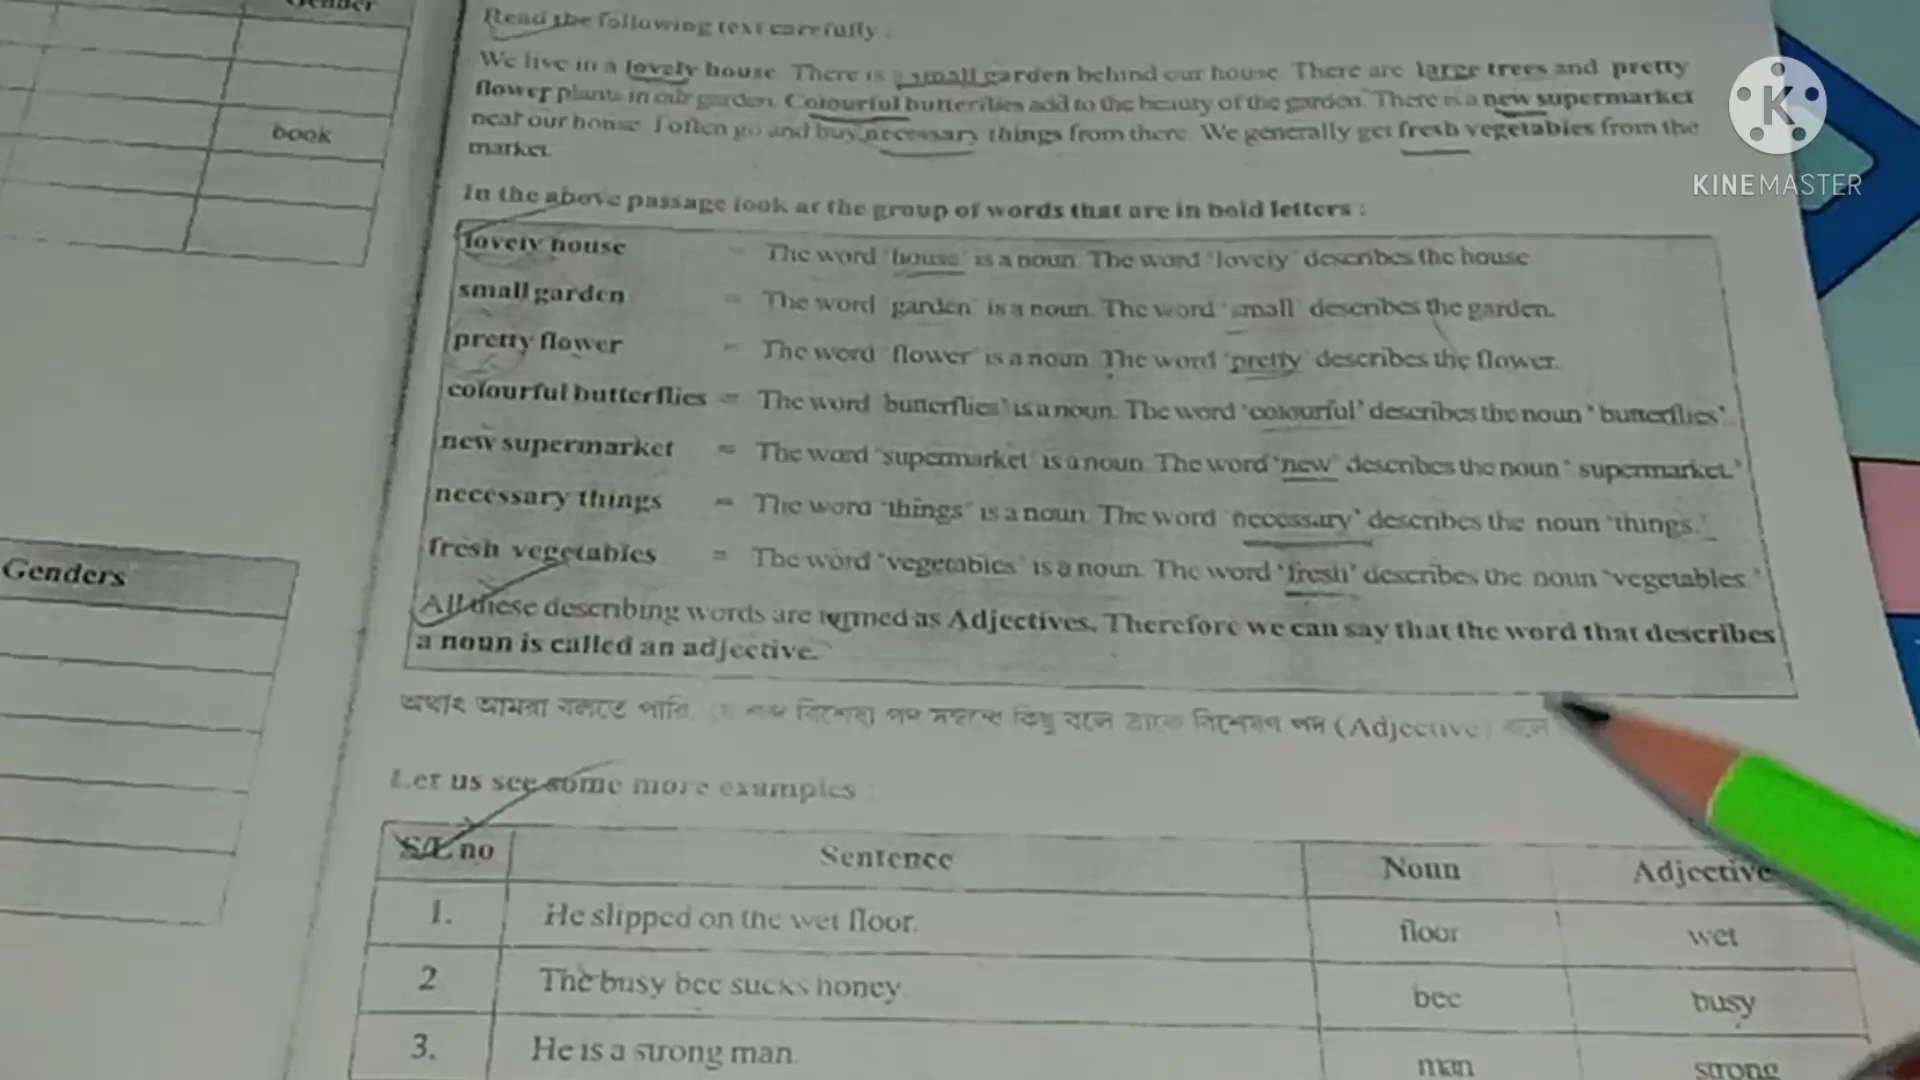 Gender
book
Genders
Read the following text carefully :
We live in a lovely house. There is a small garden behind our house. There are large trees and pretty
flower plants in our garden. Colourful butterflies add to the beauty of the garden. There is a new supermarket
near our house. I often go and buy necessary things from there. We generally get fresh vegetables from the
market.
In the above passage look at the group of words that are in bold letters :
lovely house = The word 'house' is a noun. The word 'lovely' describes the house.
small garden = The word 'garden' is a noun. The word 'small' describes the garden.
pretty flower = The word 'flower' is a noun. The word 'pretty' describes the flower.
colourful butterflies = The word 'butterflies' is a noun. The word 'colourful' describes the noun 'butterflies'.
new supermarket = The word 'supermarket' is a noun. The word 'new' describes the noun 'supermarket.'
necessary things = The word 'things' is a noun. The word 'necessary' describes the noun 'things.'
fresh vegetables = The word 'vegetables' is a noun. The word 'fresh' describes the noun 'vegetables.'
All these describing words are termed as Adjectives. Therefore we can say that the word that describes
a noun is called an adjective.
অর্থাৎ আমরা বলতে পারি, যে পদ বিশেষ্য পদ সম্বন্ধে কিছু বলে তাকে বিশেষণ পদ (Adjective) বলে
Let us see some more examples :
S/L no Sentence Noun Adjective
1. He slipped on the wet floor. floor wet
2 The busy bee sucks honey bee busy
3. He is a strong man. man strong
K
KINEMASTER